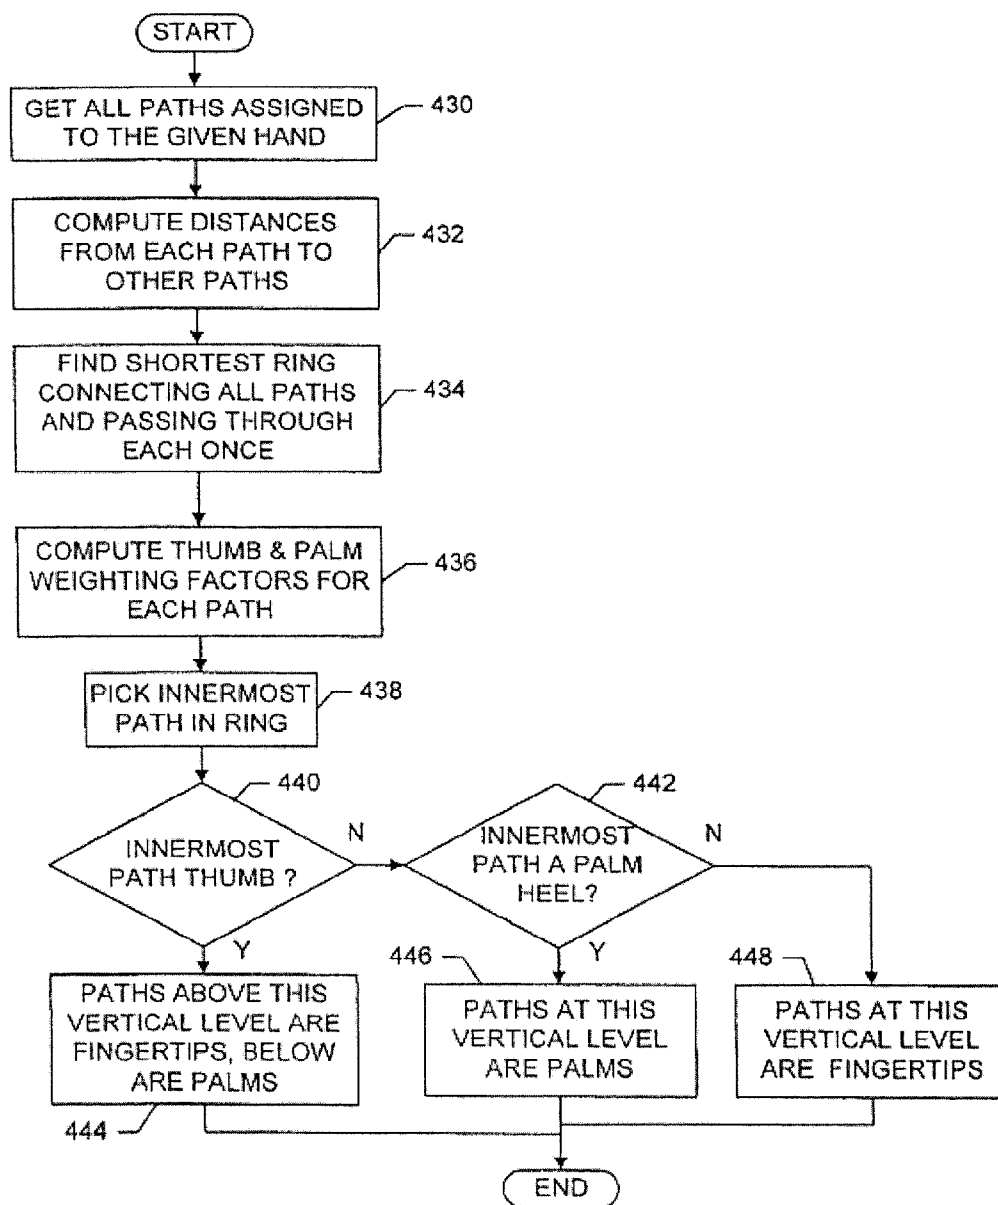 START
GET ALL PATHS ASSIGNED
TO THE GIVEN HAND
430
COMPUTE DISTANCES
FROM EACH PATH TO
OTHER PATHS
432
FIND SHORTEST RING
CONNECTING ALL PATHS
AND PASSING THROUGH
EACH ONCE
434
COMPUTE THUMB & PALM
WEIGHTING FACTORS FOR
EACH PATH
436
PICK INNERMOST
PATH IN RING
438
440
INNERMOST
PATH THUMB ?
N
Y
442
INNERMOST
PATH A PALM
HEEL?
N
Y
PATHS ABOVE THIS
VERTICAL LEVEL ARE
FINGERTIPS, BELOW
ARE PALMS
444
446
PATHS AT THIS
VERTICAL LEVEL
ARE PALMS
448
PATHS AT THIS
VERTICAL LEVEL
ARE FINGERTIPS
END